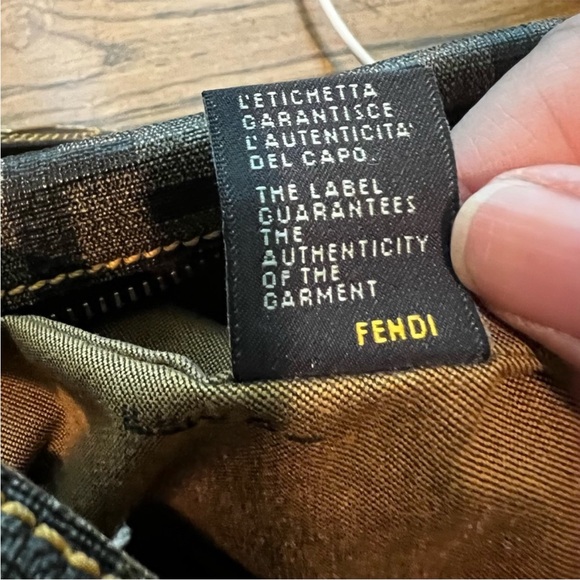 L'ETICHETTA
GARANTISCE
L'AUTENTICITA'
DEL CAPO.
THE LABEL
GUARANTEES
THE
AUTHENTICITY
OF THE
GARMENT
FENDI